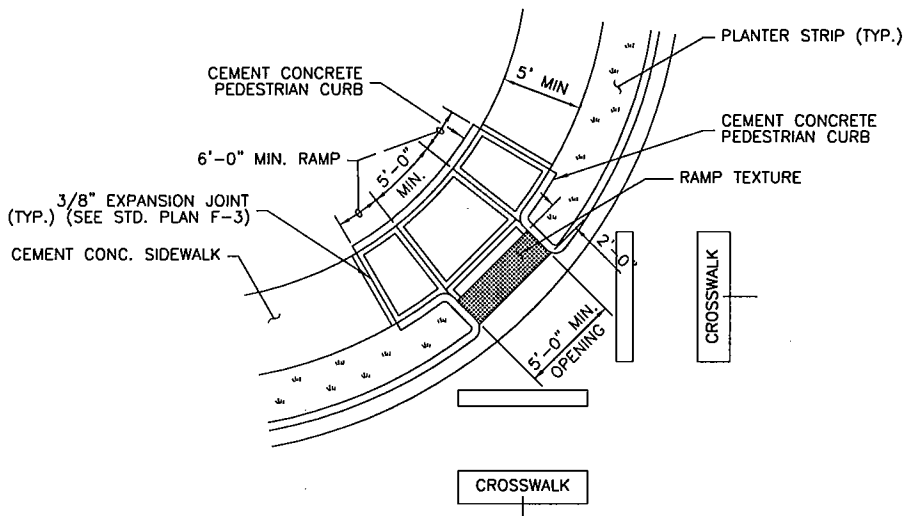 PLANTER STRIP (TYP.)
5' MIN
CEMENT CONCRETE
PEDESTRIAN CURB
CEMENT CONCRETE
PEDESTRIAN CURB
6'-0" MIN. RAMP
5'-0"
MIN.
RAMP TEXTURE
3/8" EXPANSION JOINT
(TYP.) (SEE STD. PLAN F-3)
CEMENT CONC. SIDEWALK
2'-0"
5'-0" MIN.
OPENING
CROSSWALK
CROSSWALK